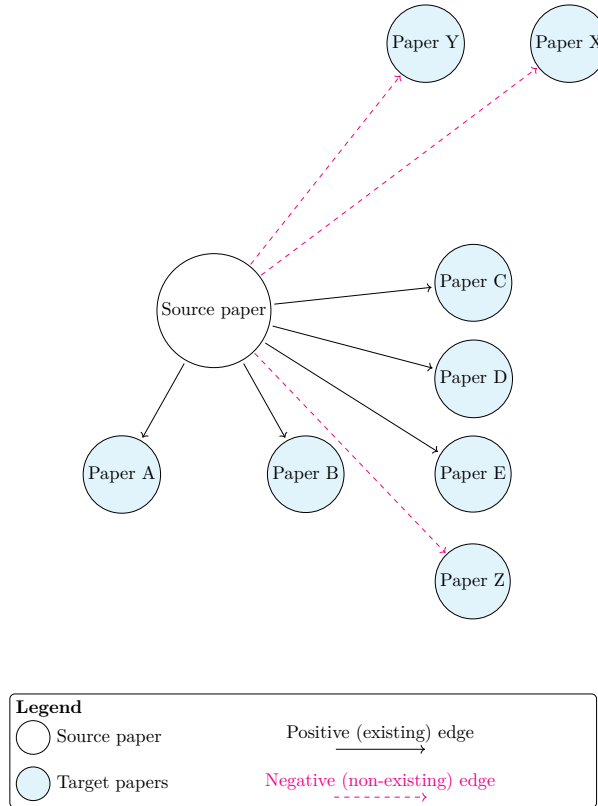 Paper Y
Paper X
Source paper
Paper C
Paper D
Paper A
Paper B
Paper E
Paper Z
Legend
Source paper
Positive (existing) edge
Target papers
Negative (non-existing) edge